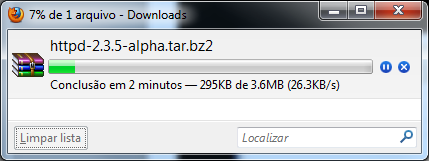 7% de 1 arquivo - Downloads
httpd-2.3.5-alpha.tar.bz2
Conclusão em 2 minutos — 295KB de 3.6MB (26.3KB/s)
Limpar lista
Localizar